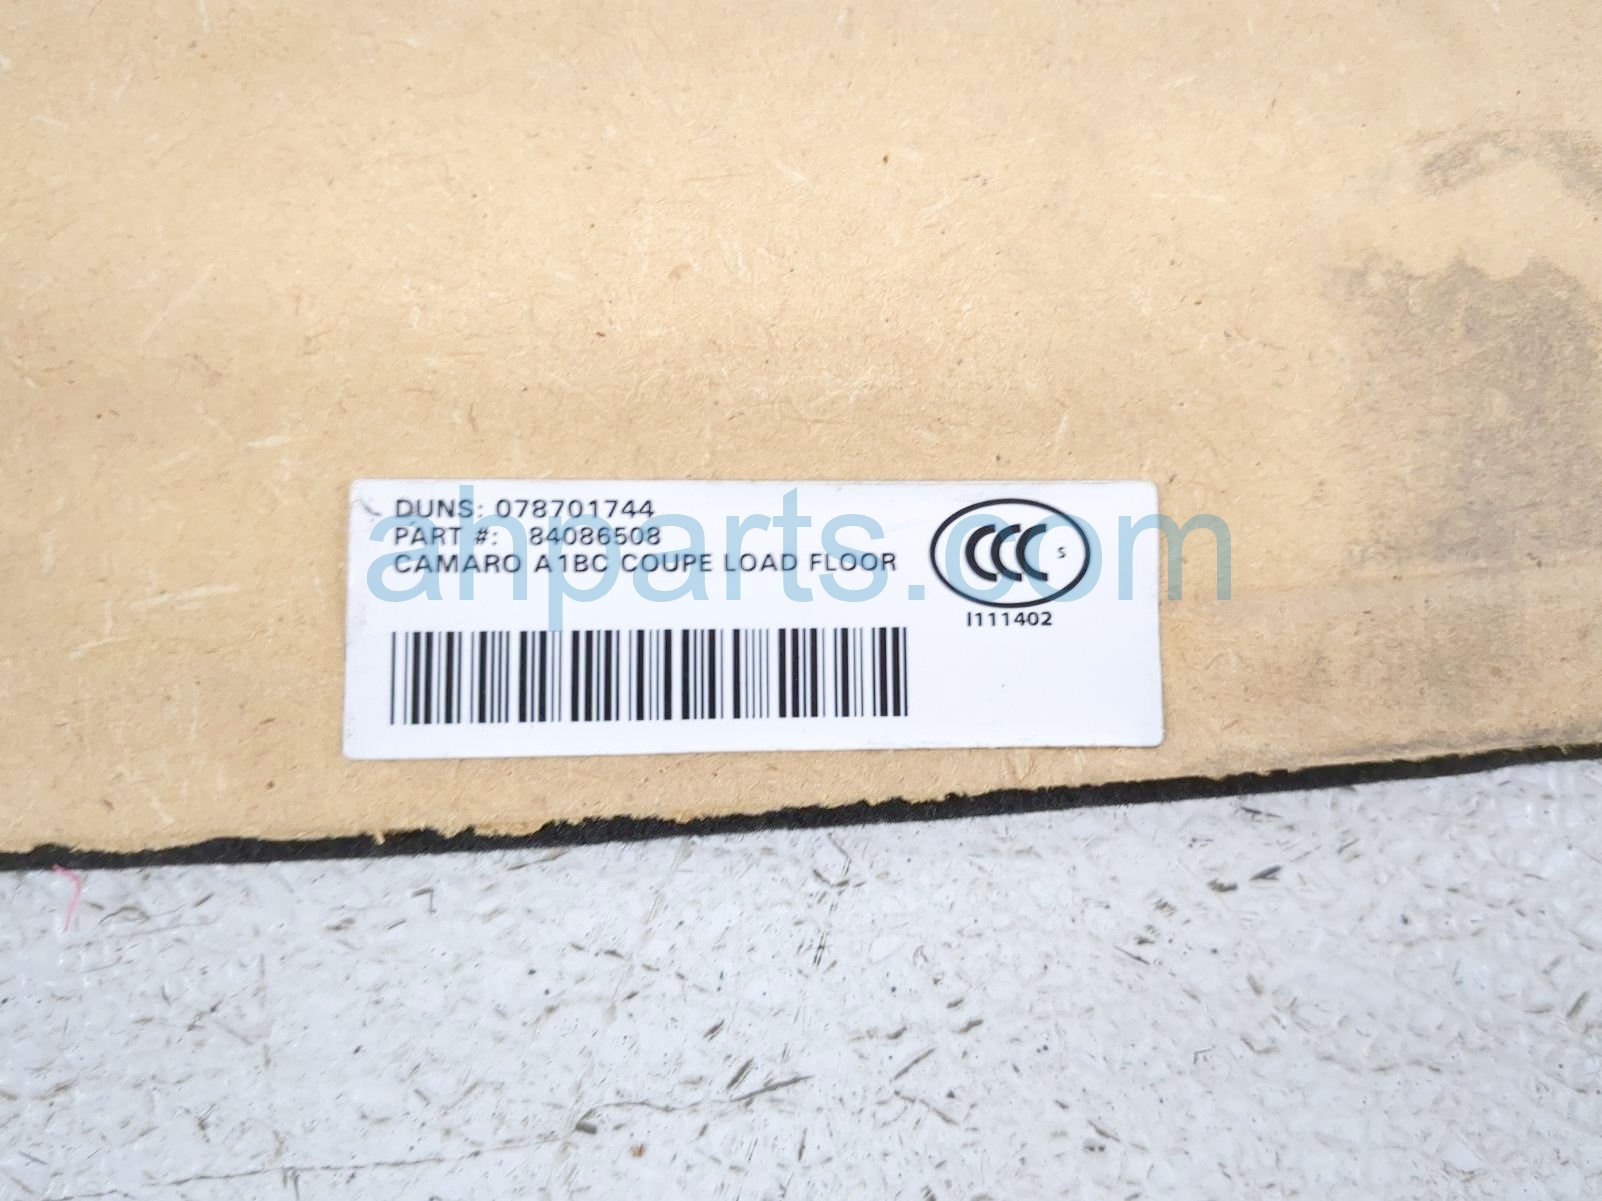 DUNS: 078701744
PART #: 84086508
CAMARO A1BC COUPE LOAD FLOOR
CCC S
I111402
ahparts.com